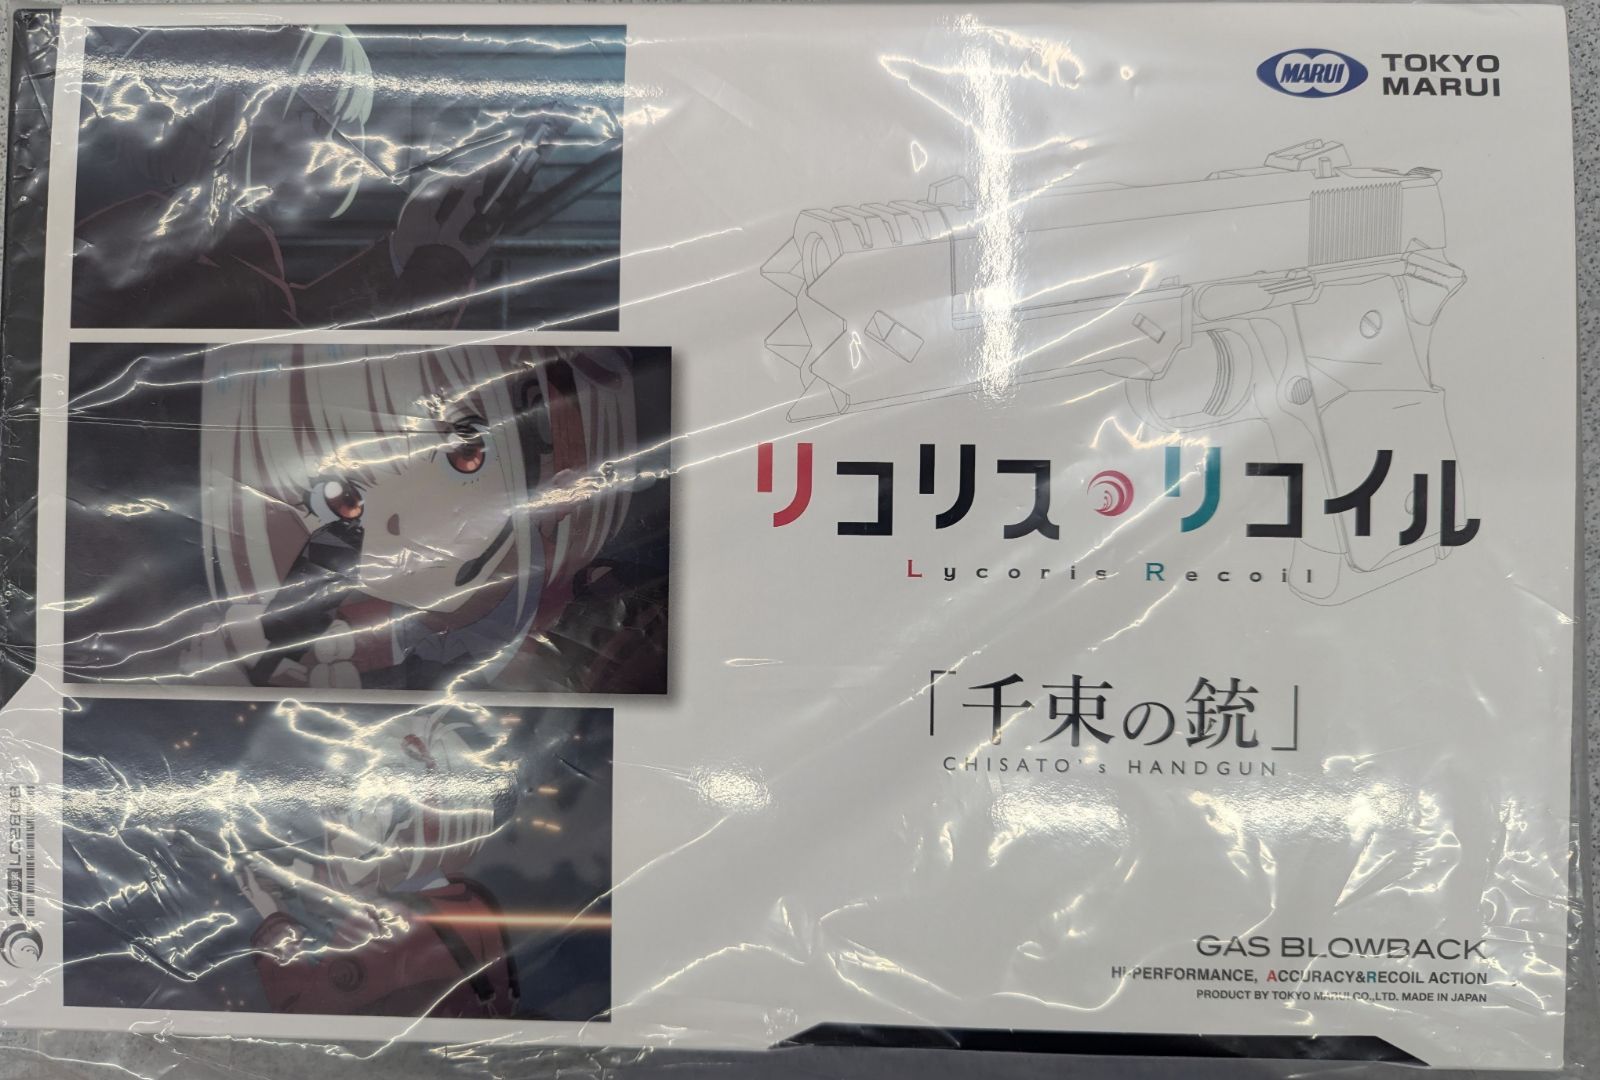 MARUI
TOKYO
MARUI
リコリス・リコイル
Lycoris Recoil
「千束の銃」
CHISATO's HANDGUN
GAS BLOWBACK
HI-PERFORMANCE, ACCURACY&RECOIL ACTION
PRODUCT BY TOKYO MARUI CO.,LTD. MADE IN JAPAN